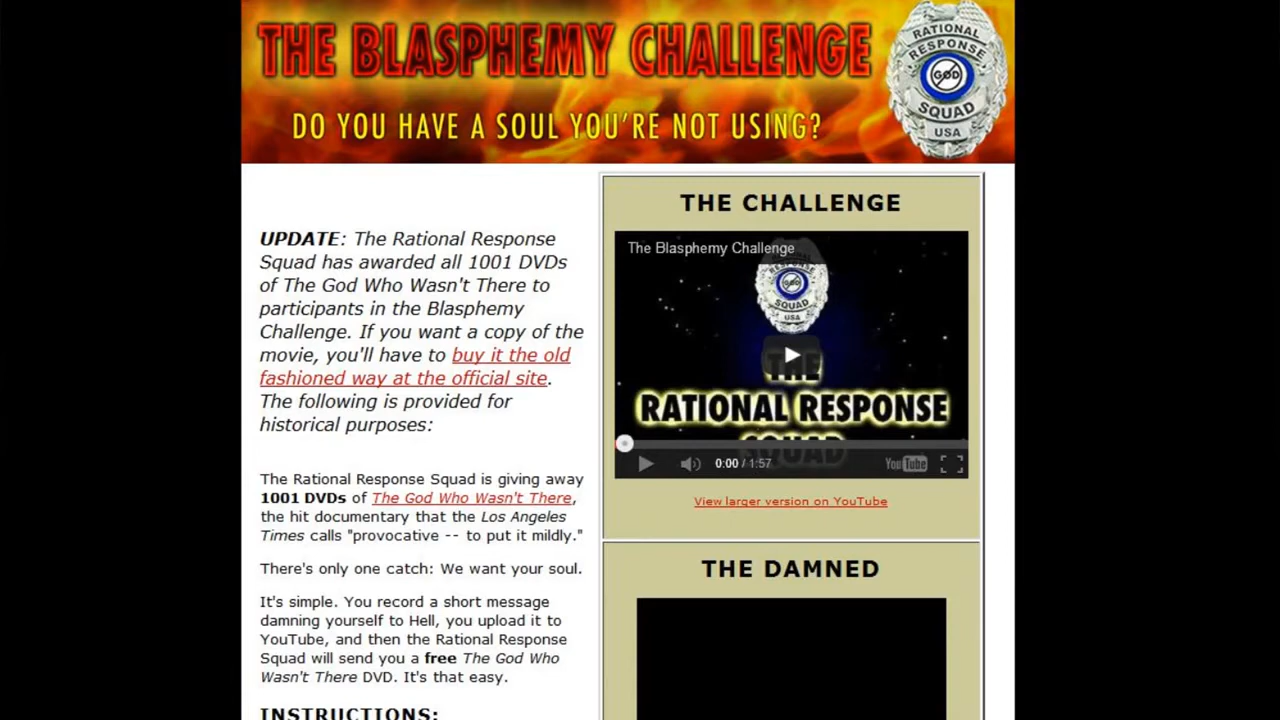 THE BLASPHEMY CHALLENGE
DO YOU HAVE A SOUL YOU'RE NOT USING?
RATIONAL
RESPONSE
GOD
SQUAD
USA
UPDATE: The Rational Response
Squad has awarded all 1001 DVDs
of The God Who Wasn't There to
participants in the Blasphemy
Challenge. If you want a copy of the
movie, you'll have to buy it the old
fashioned way at the official site.
The following is provided for
historical purposes:
The Rational Response Squad is giving away
1001 DVDs of The God Who Wasn't There,
the hit documentary that the Los Angeles
Times calls "provocative -- to put it mildly."
There's only one catch: We want your soul.
It's simple. You record a short message
damning yourself to Hell, you upload it to
YouTube, and then the Rational Response
Squad will send you a free The God Who
Wasn't There DVD. It's that easy.
INSTRUCTIONS:
THE CHALLENGE
The Blasphemy Challenge
RESPONSE
GOD
SQUAD
USA
THE
RATIONAL RESPONSE
SQUAD
0:00 / 1:57
YouTube
View larger version on YouTube
THE DAMNED